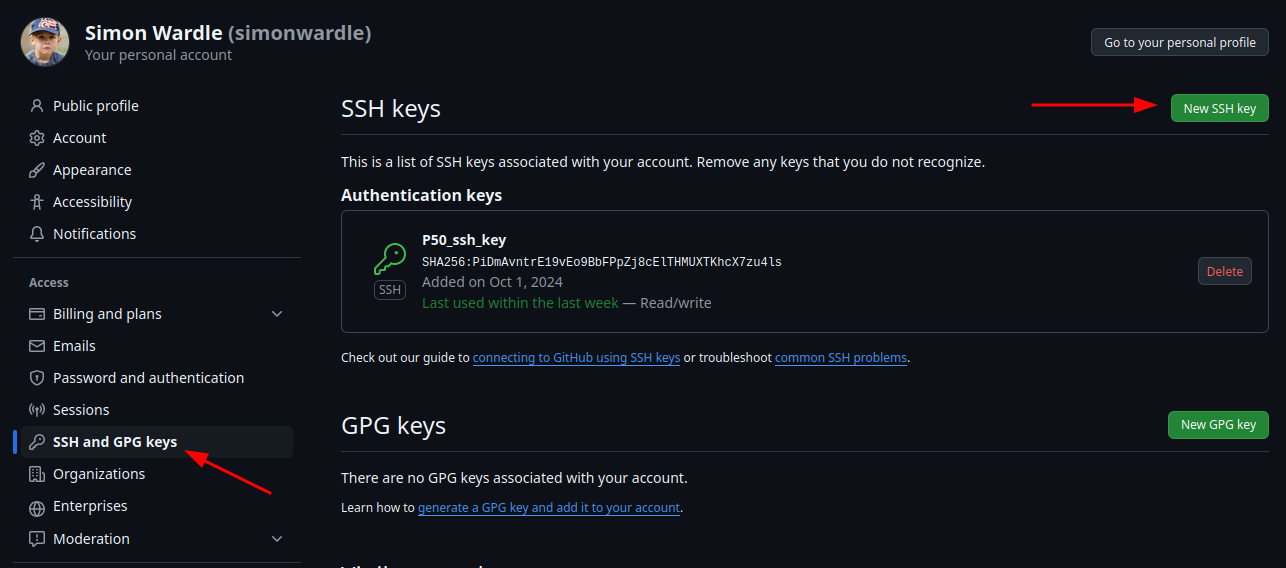 Simon Wardle (simonwardle)
Your personal account
Go to your personal profile
Public profile
Account
Appearance
Accessibility
Notifications
Access
Billing and plans
Emails
Password and authentication
Sessions
SSH and GPG keys
Organizations
Enterprises
Moderation
SSH keys
New SSH key
This is a list of SSH keys associated with your account. Remove any keys that you do not recognize.
Authentication keys
P50_ssh_key
SHA256:PiDmAvntrE19vEo9BbFPpZj8cElTHMUXTKhcX7zu4ls
SSH
Added on Oct 1, 2024
Last used within the last week — Read/write
Delete
Check out our guide to connecting to GitHub using SSH keys or troubleshoot common SSH problems.
GPG keys
New GPG key
There are no GPG keys associated with your account.
Learn how to generate a GPG key and add it to your account.